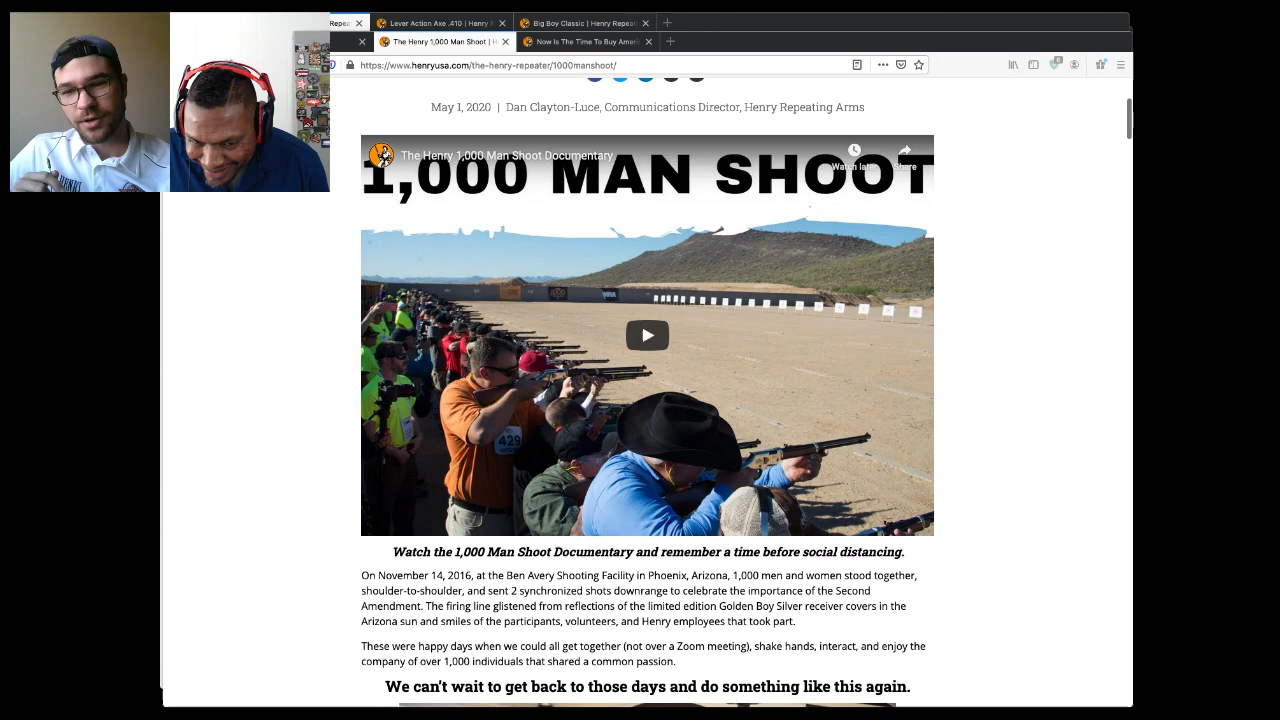 Repea
Lever Action Axe .410 | Henry R
Big Boy Classic | Henry Repeati
The Henry 1,000 Man Shoot | H
Now Is The Time To Buy Ameri
https://www.henryusa.com/the-henry-repeater/1000manshoot/
May 1, 2020 | Dan Clayton-Luce, Communications Director, Henry Repeating Arms
The Henry 1,000 Man Shoot Documentary
Watch later
Share
1,000 MAN SHOOT
429
Watch the 1,000 Man Shoot Documentary and remember a time before social distancing.
On November 14, 2016, at the Ben Avery Shooting Facility in Phoenix, Arizona, 1,000 men and women stood together,
shoulder-to-shoulder, and sent 2 synchronized shots downrange to celebrate the importance of the Second
Amendment. The firing line glistened from reflections of the limited edition Golden Boy Silver receiver covers in the
Arizona sun and smiles of the participants, volunteers, and Henry employees that took part.
These were happy days when we could all get together (not over a Zoom meeting), shake hands, interact, and enjoy the
company of over 1,000 individuals that shared a common passion.
We can't wait to get back to those days and do something like this again.